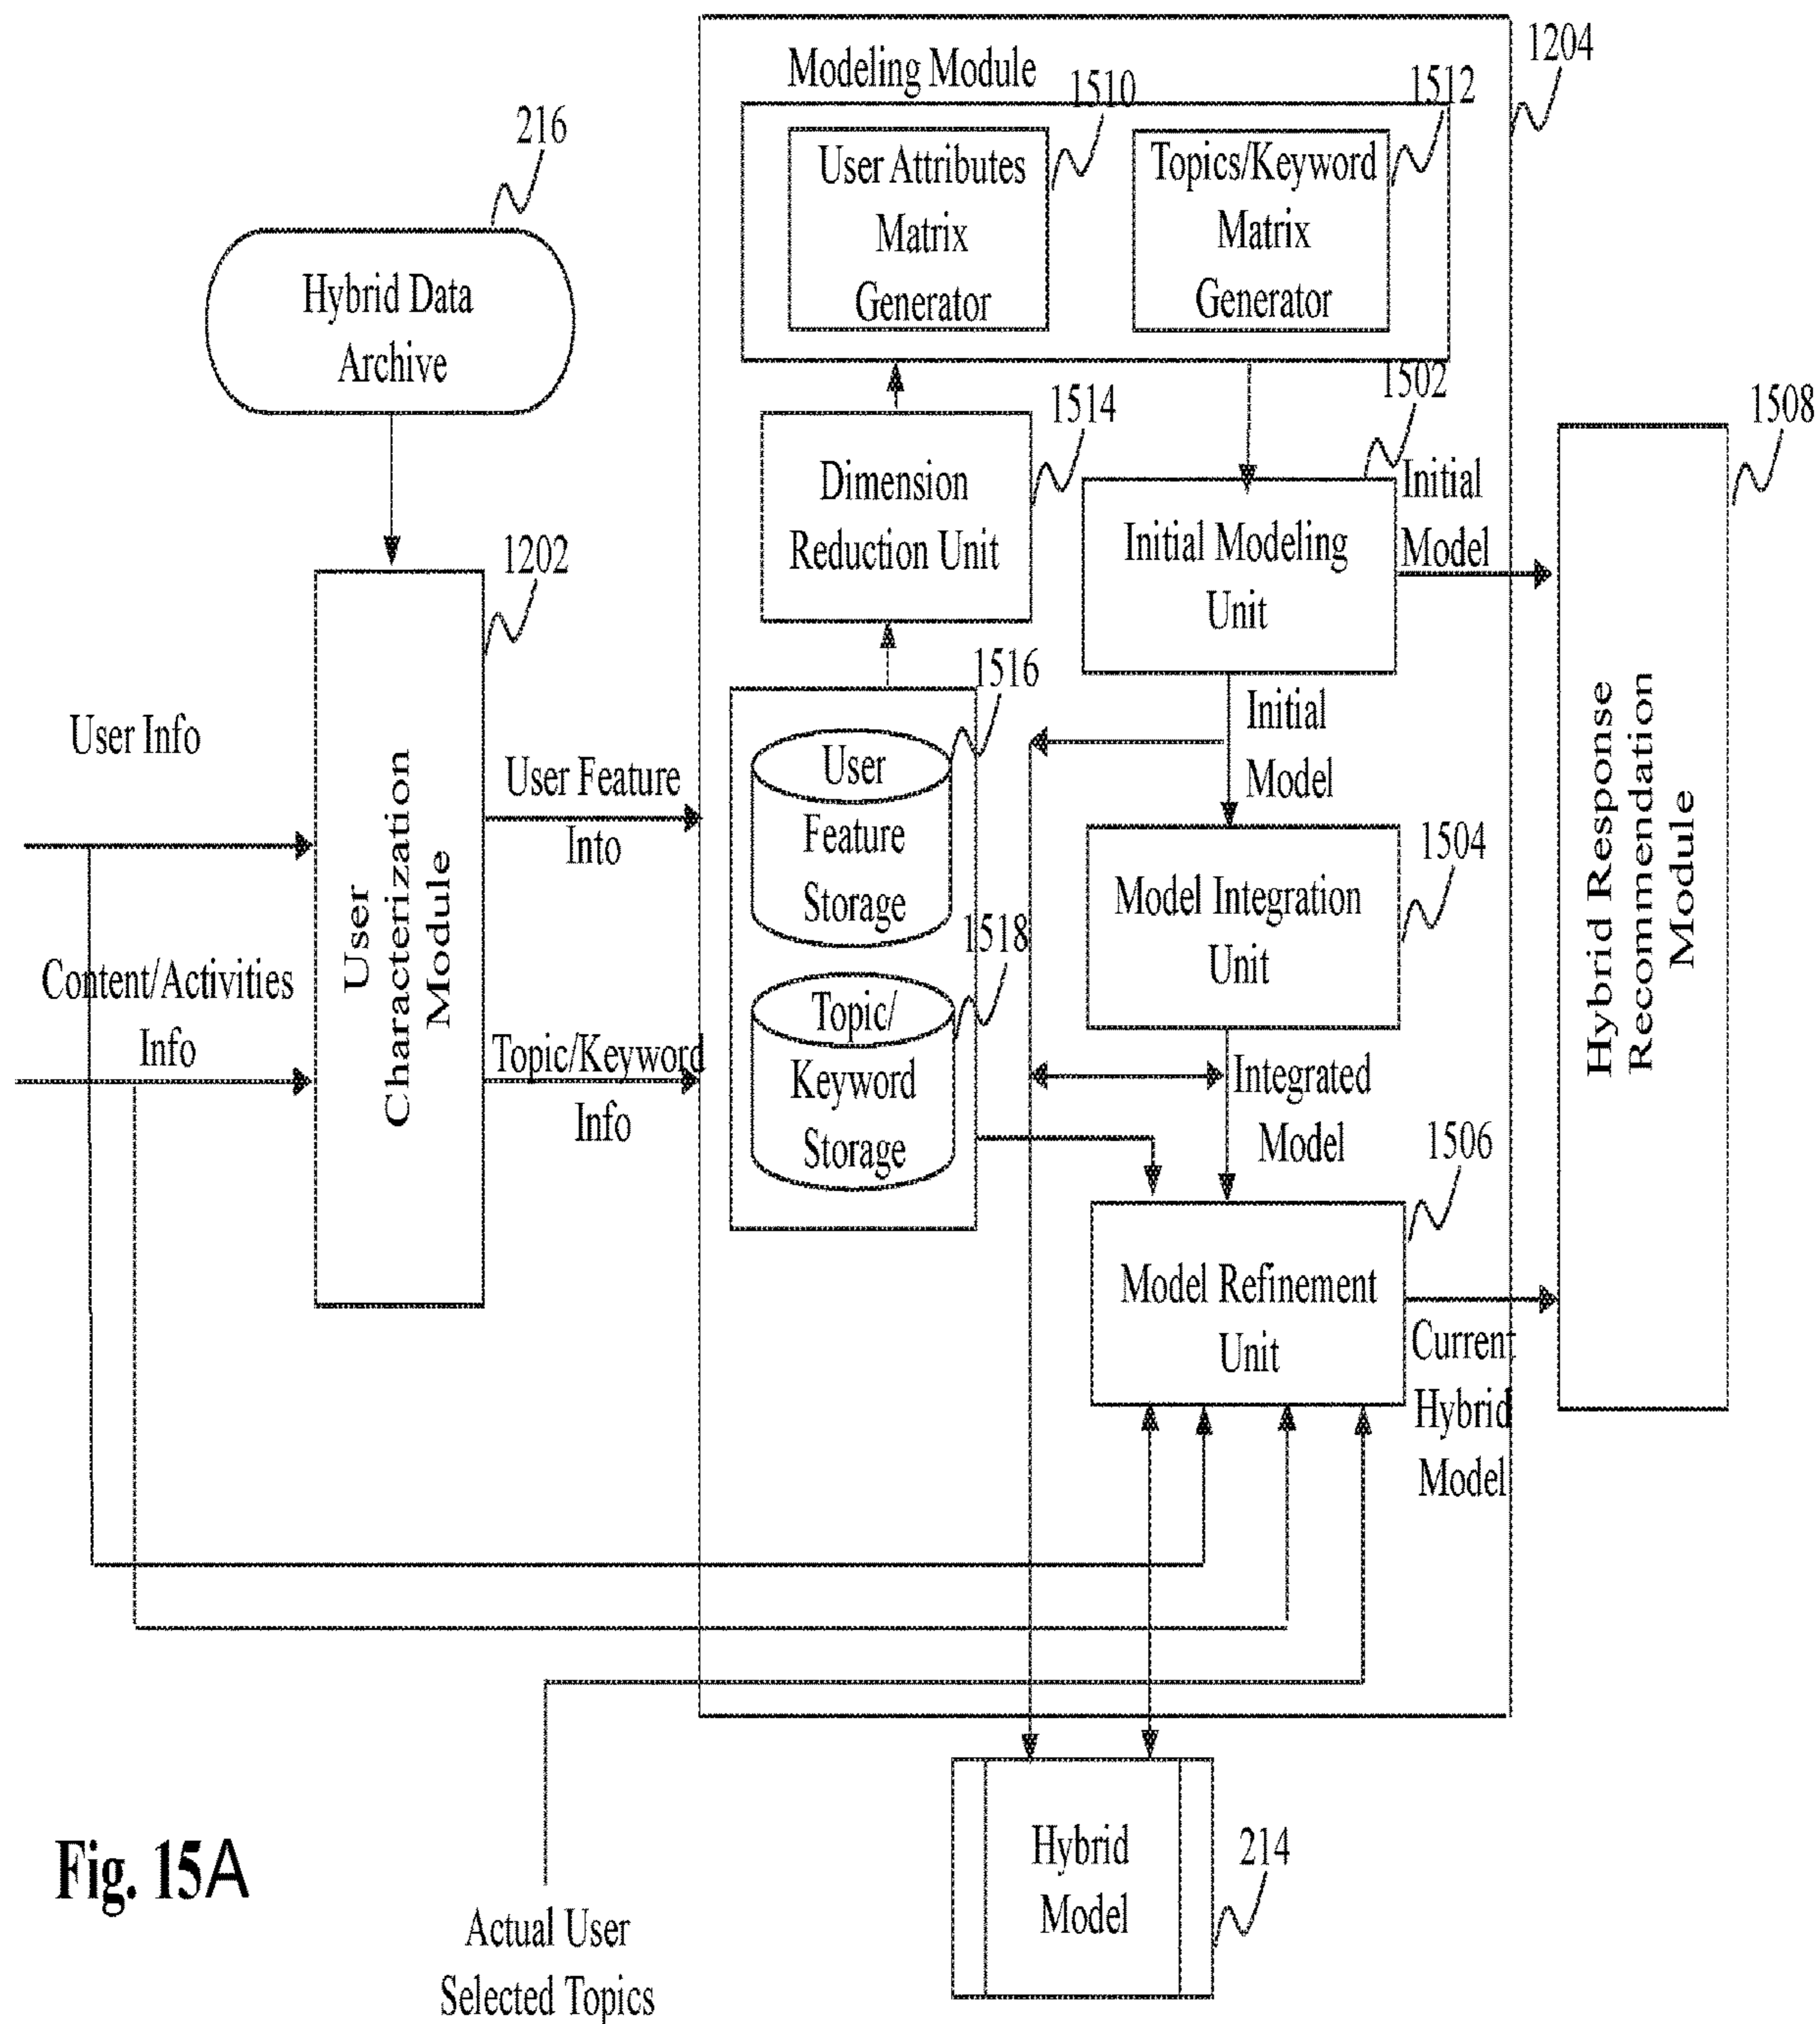 1204
Modeling Module
1510
1512
216
User Attributes
Matrix
Generator
Topics/Keyword
Matrix
Generator
Hybrid Data
Archive
1514
1502
1508
Dimension
Reduction Unit
Initial Modeling
Unit
Initial
Model
1202
1516
User Info
User
Characterization
Module
User Feature
Into
User
Feature
Storage
Initial
Model
Hybrid Response
Recommendation
Module
1504
1518
Model Integration
Unit
Content/Activities
Info
Topic/Keyword
Info
Topic/
Keyword
Storage
Integrated
Model
1506
Model Refinement
Unit
Current
Hybrid
Model
Fig. 15A
Hybrid
Model
214
Actual User
Selected Topics